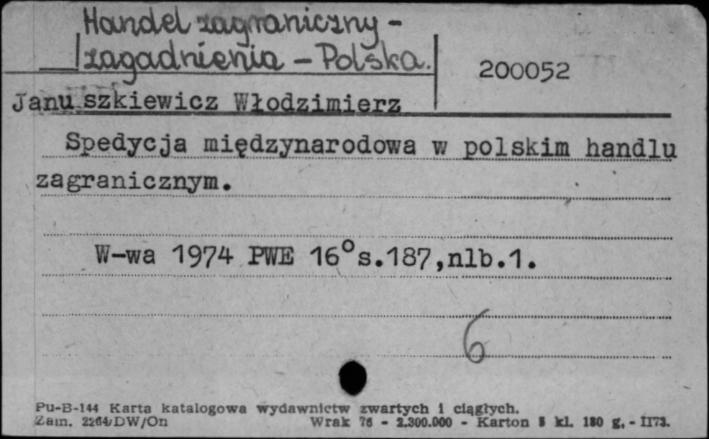 Handel zagraniczny -
zagadnienia - Polska.
200052
Januszkiewicz Włodzimierz
Spedycja międzynarodowa w polskim handlu
zagranicznym.
W-wa 1974 PWE 16° s.187,nlb.1.
6
Pu-B-144 Karta katalogowa wydawnictw zwartych i ciągłych.
Zam. 2264/DW/On Wrak 76 - 2.300.000 - Karton kl. 180 g.